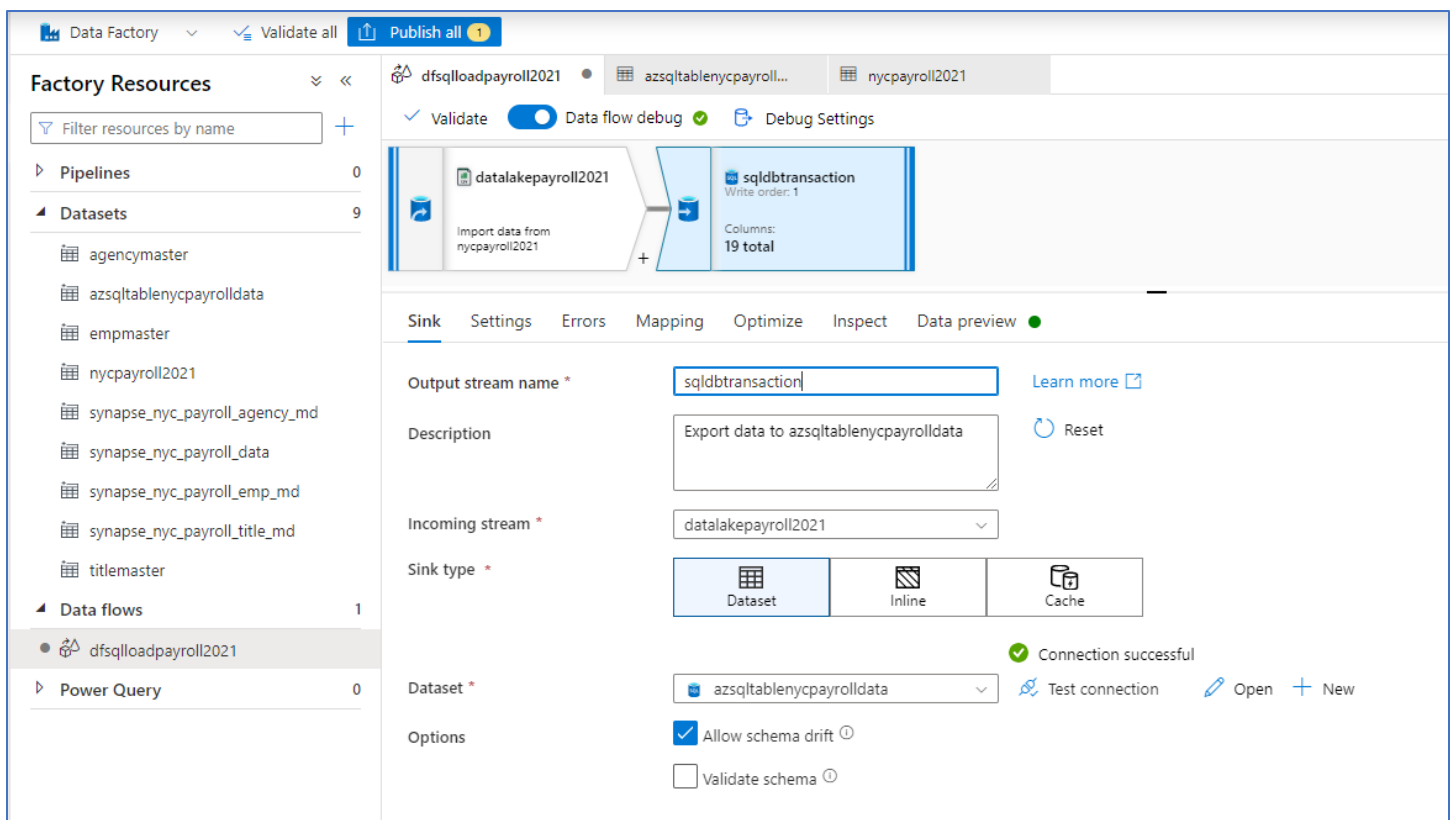 Data Factory Validate all Publish all 1
Factory Resources
Filter resources by name
Pipelines 0
Datasets 9
agencymaster
azsqltablenycpayrolldata
empmaster
nycpayroll2021
synapse_nyc_payroll_agency_md
synapse_nyc_payroll_data
synapse_nyc_payroll_emp_md
synapse_nyc_payroll_title_md
titlemaster
Data flows 1
dfsqlloadpayroll2021
Power Query 0
dfsqlloadpayroll2021 azsqltablenycpayroll... nycpayroll2021
Validate Data flow debug Debug Settings
datalakepayroll2021
Import data from
nycpayroll2021
+
sqldbtransaction
Write order: 1
Columns:
19 total
Sink Settings Errors Mapping Optimize Inspect Data preview
Output stream name * sqldbtransaction Learn more
Description Export data to azsqltablenycpayrolldata Reset
Incoming stream * datalakepayroll2021
Sink type * Dataset Inline Cache
Connection successful
Dataset * azsqltablenycpayrolldata Test connection Open New
Options Allow schema drift
Validate schema